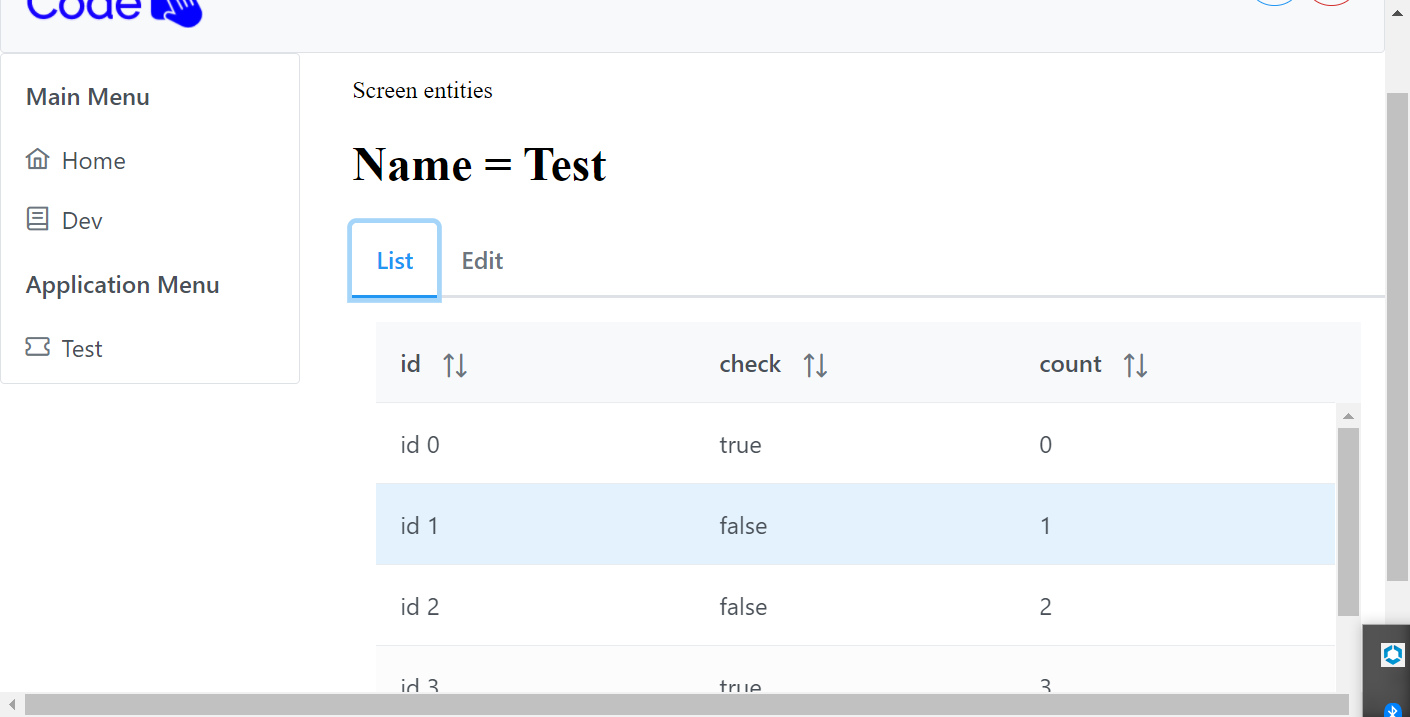 Code
Main Menu
Home
Dev
Application Menu
Test
Screen entities
Name = Test
List Edit
id check count
id 0 true 0
id 1 false 1
id 2 false 2
id 3 true 3